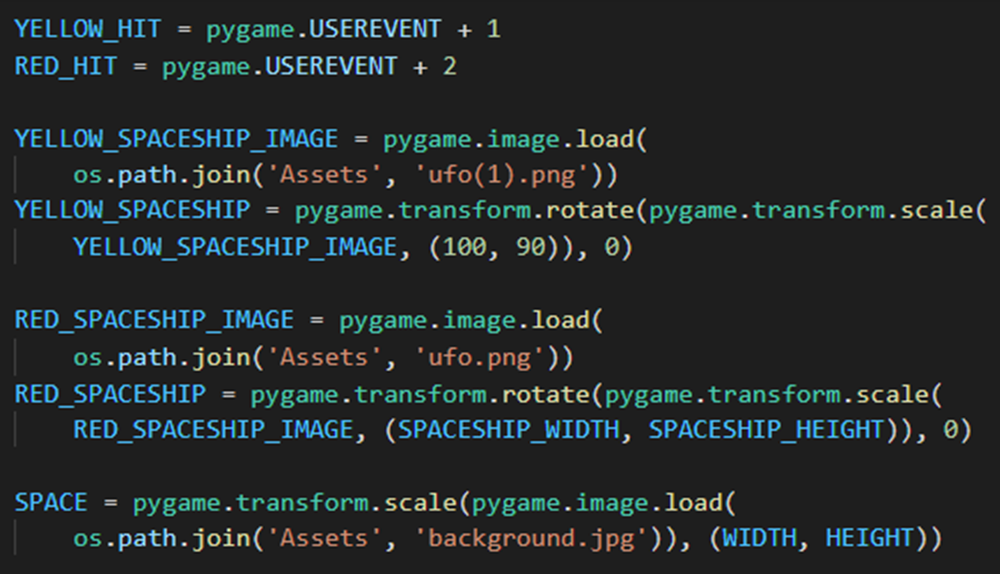 YELLOW_HIT = pygame.USEREVENT + 1
RED_HIT = pygame.USEREVENT + 2

YELLOW_SPACESHIP_IMAGE = pygame.image.load(
    os.path.join('Assets', 'ufo(1).png'))
YELLOW_SPACESHIP = pygame.transform.rotate(pygame.transform.scale(
    YELLOW_SPACESHIP_IMAGE, (100, 90)), 0)

RED_SPACESHIP_IMAGE = pygame.image.load(
    os.path.join('Assets', 'ufo.png'))
RED_SPACESHIP = pygame.transform.rotate(pygame.transform.scale(
    RED_SPACESHIP_IMAGE, (SPACESHIP_WIDTH, SPACESHIP_HEIGHT)), 0)

SPACE = pygame.transform.scale(pygame.image.load(
    os.path.join('Assets', 'background.jpg')), (WIDTH, HEIGHT))